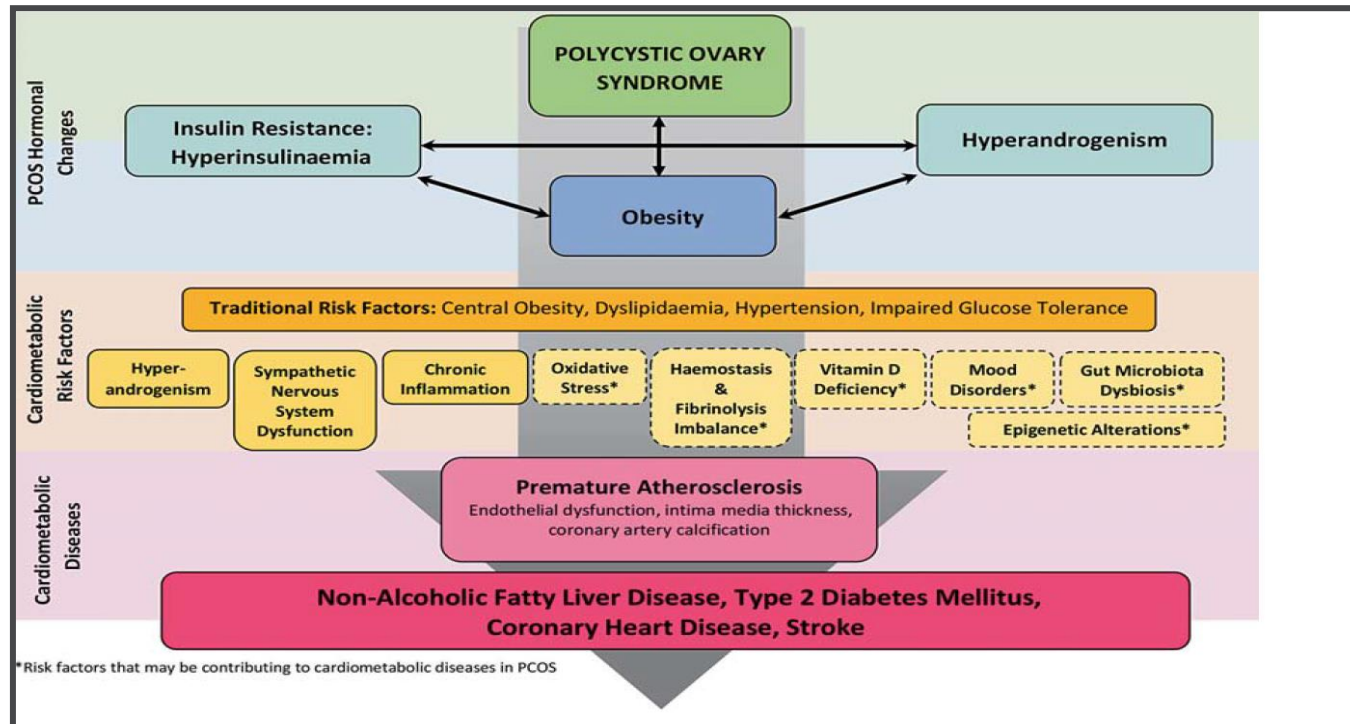 POLYCYSTIC OVARY
SYNDROME
PCOS Hormonal
Changes
Insulin Resistance:
Hyperinsulinaemia
Hyperandrogenism
Obesity
Cardiometabolic
Risk Factors
Traditional Risk Factors: Central Obesity, Dyslipidaemia, Hypertension, Impaired Glucose Tolerance
Hyper-
androgenism
Sympathetic
Nervous
System
Dysfunction
Chronic
Inflammation
Oxidative
Stress*
Haemostasis
&
Fibrinolysis
Imbalance*
Vitamin D
Deficiency*
Mood
Disorders*
Gut Microbiota
Dysbiosis*
Epigenetic Alterations*
Cardiometabolic
Diseases
Premature Atherosclerosis
Endothelial dysfunction, intima media thickness,
coronary artery calcification
Non-Alcoholic Fatty Liver Disease, Type 2 Diabetes Mellitus,
Coronary Heart Disease, Stroke
*Risk factors that may be contributing to cardiometabolic diseases in PCOS